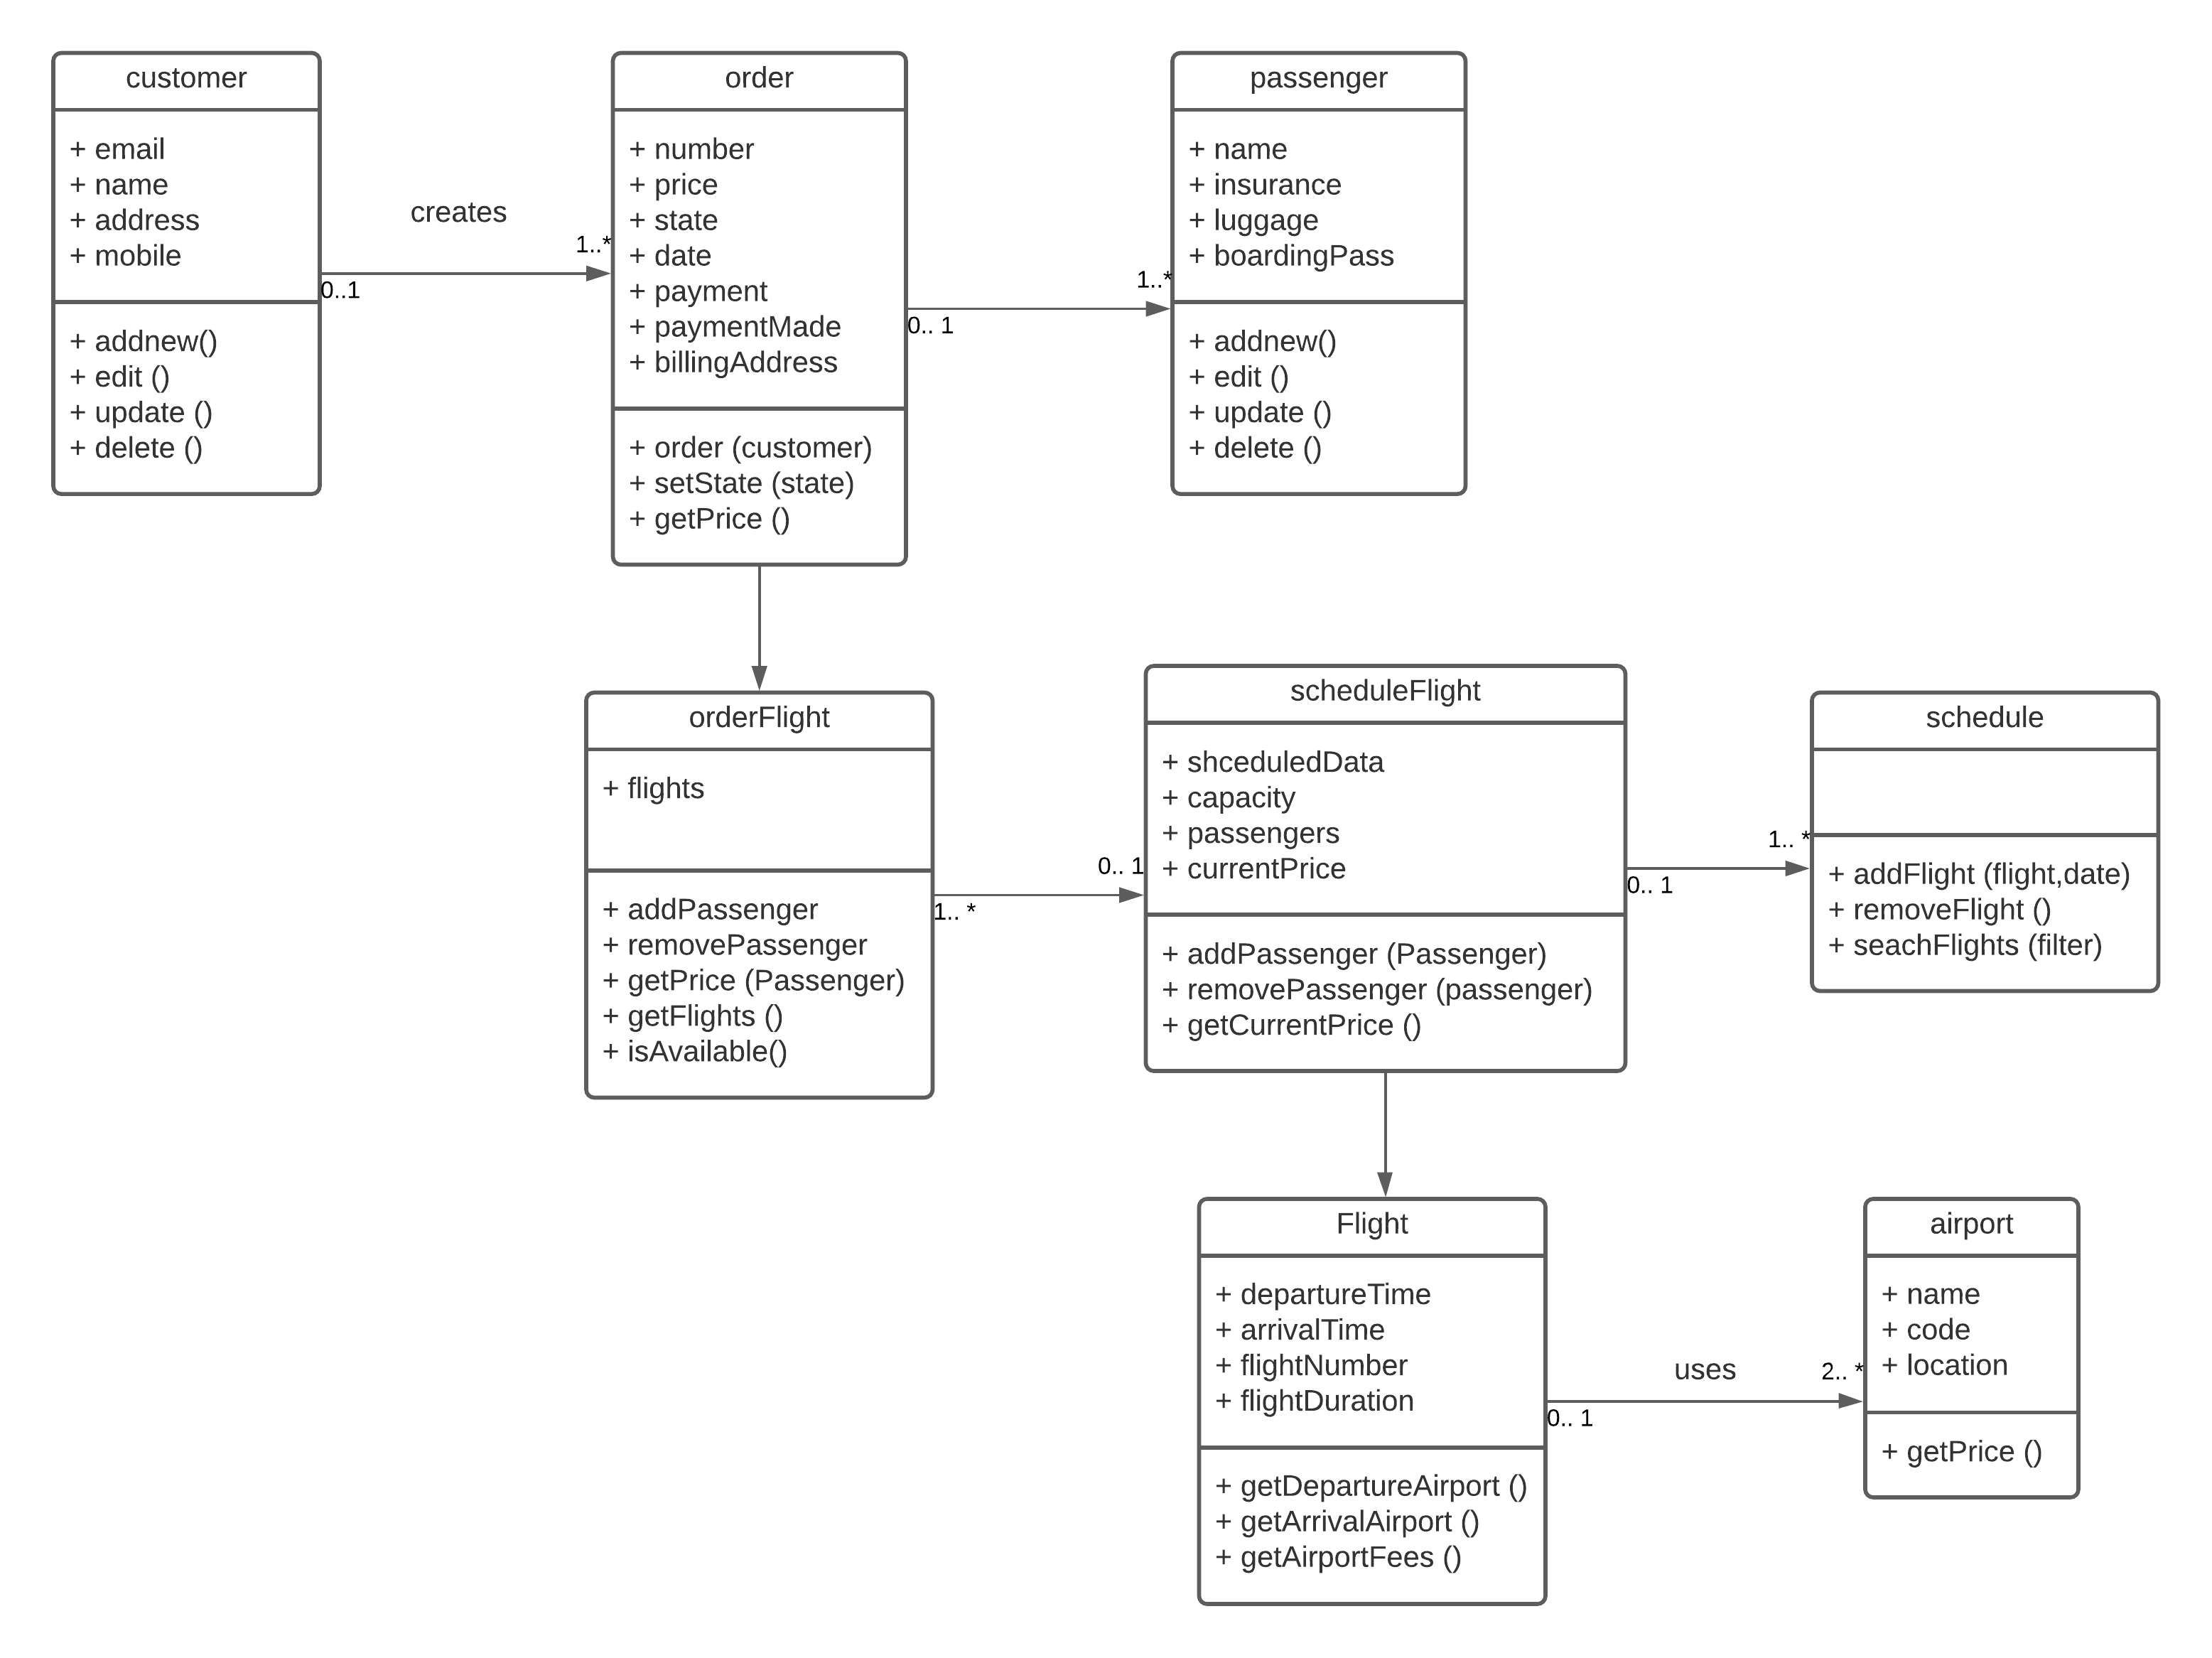 customer
+ email
+ name
+ address
+ mobile
+ addnew()
+ edit ()
+ update ()
+ delete ()
creates
0..1
1..*
order
+ number
+ price
+ state
+ date
+ payment
+ paymentMade
+ billingAddress
+ order (customer)
+ setState (state)
+ getPrice ()
0.. 1
1..*
passenger
+ name
+ insurance
+ luggage
+ boardingPass
+ addnew()
+ edit ()
+ update ()
+ delete ()
orderFlight
+ flights
+ addPassenger
+ removePassenger
+ getPrice (Passenger)
+ getFlights ()
+ isAvailable()
1.. *
0.. 1
scheduleFlight
+ shceduledData
+ capacity
+ passengers
+ currentPrice
+ addPassenger (Passenger)
+ removePassenger (passenger)
+ getCurrentPrice ()
0.. 1
1.. *
schedule
+ addFlight (flight,date)
+ removeFlight ()
+ seachFlights (filter)
Flight
+ departureTime
+ arrivalTime
+ flightNumber
+ flightDuration
+ getDepartureAirport ()
+ getArrivalAirport ()
+ getAirportFees ()
uses
0.. 1
2.. *
airport
+ name
+ code
+ location
+ getPrice ()